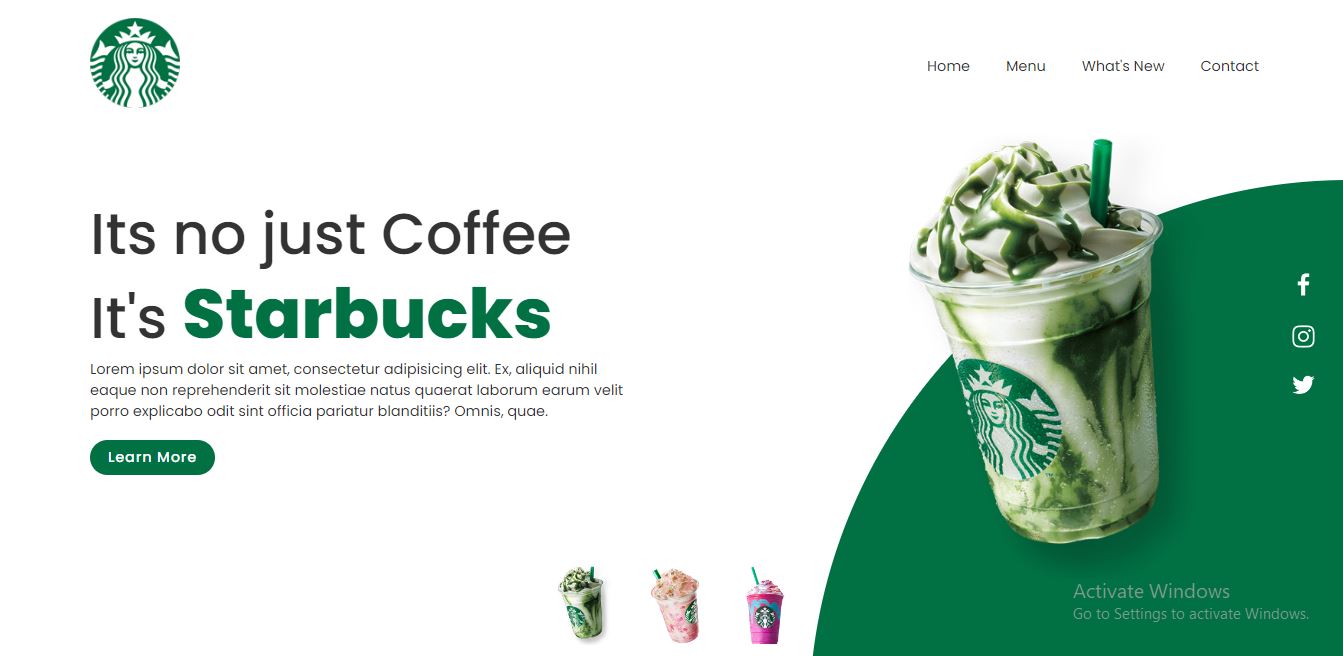 Home Menu What's New Contact
Its no just Coffee
It's Starbucks
Lorem ipsum dolor sit amet, consectetur adipisicing elit. Ex, aliquid nihil
eaque non reprehenderit sit molestiae natus quaerat laborum earum velit
porro explicabo odit sint officia pariatur blanditiis? Omnis, quae.
Learn More
Activate Windows
Go to Settings to activate Windows.